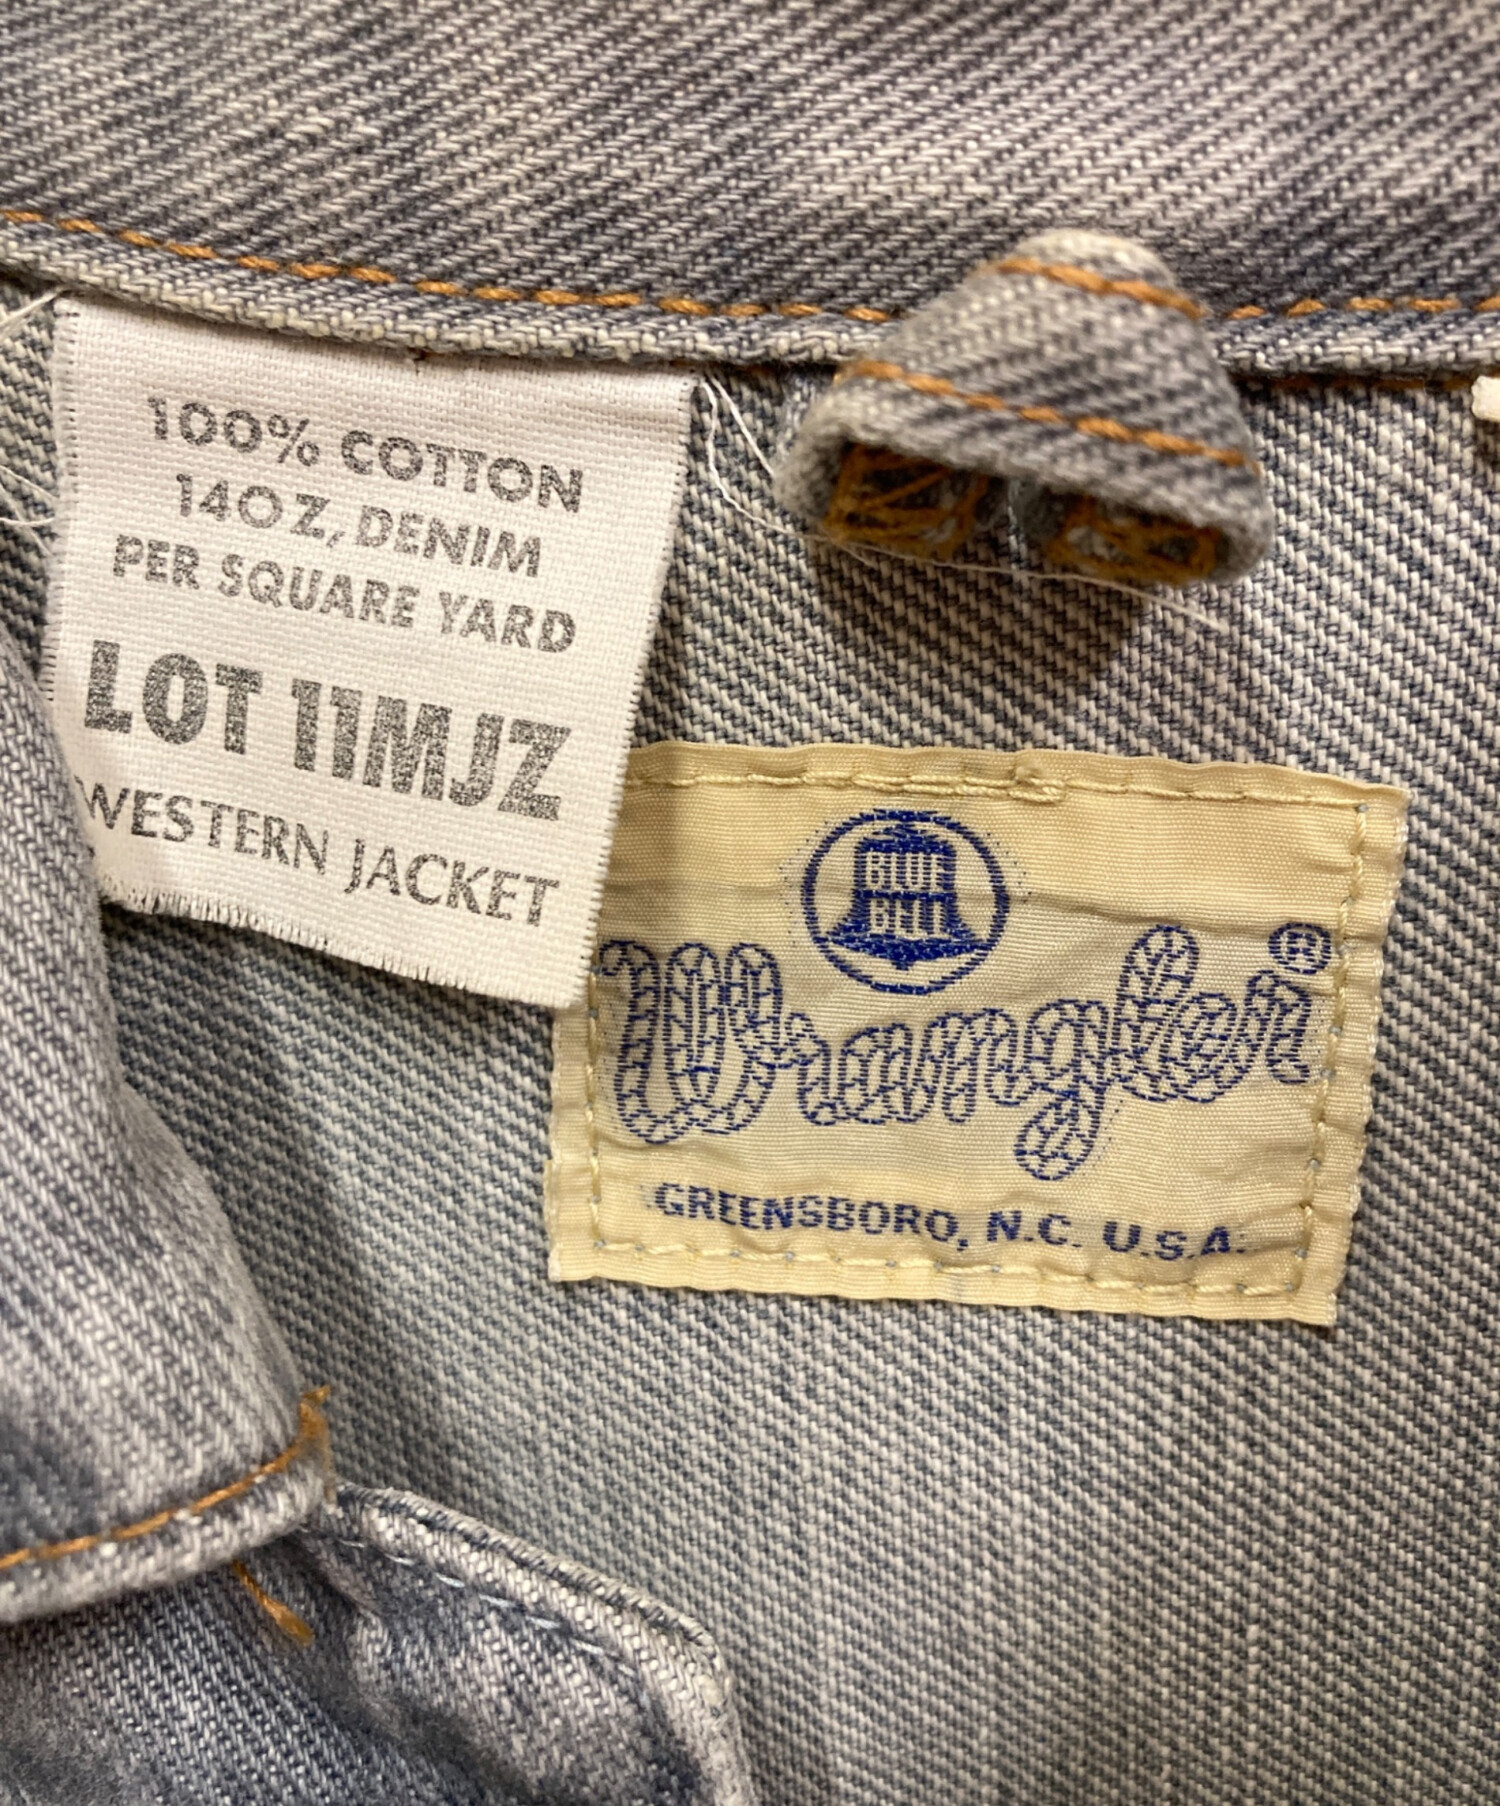 100% COTTON
14OZ, DENIM
PER SQUARE YARD
LOT 11MJZ
WESTERN JACKET
BLUE
BELL
Wrangler®
GREENSBORO, N.C. U.S.A.